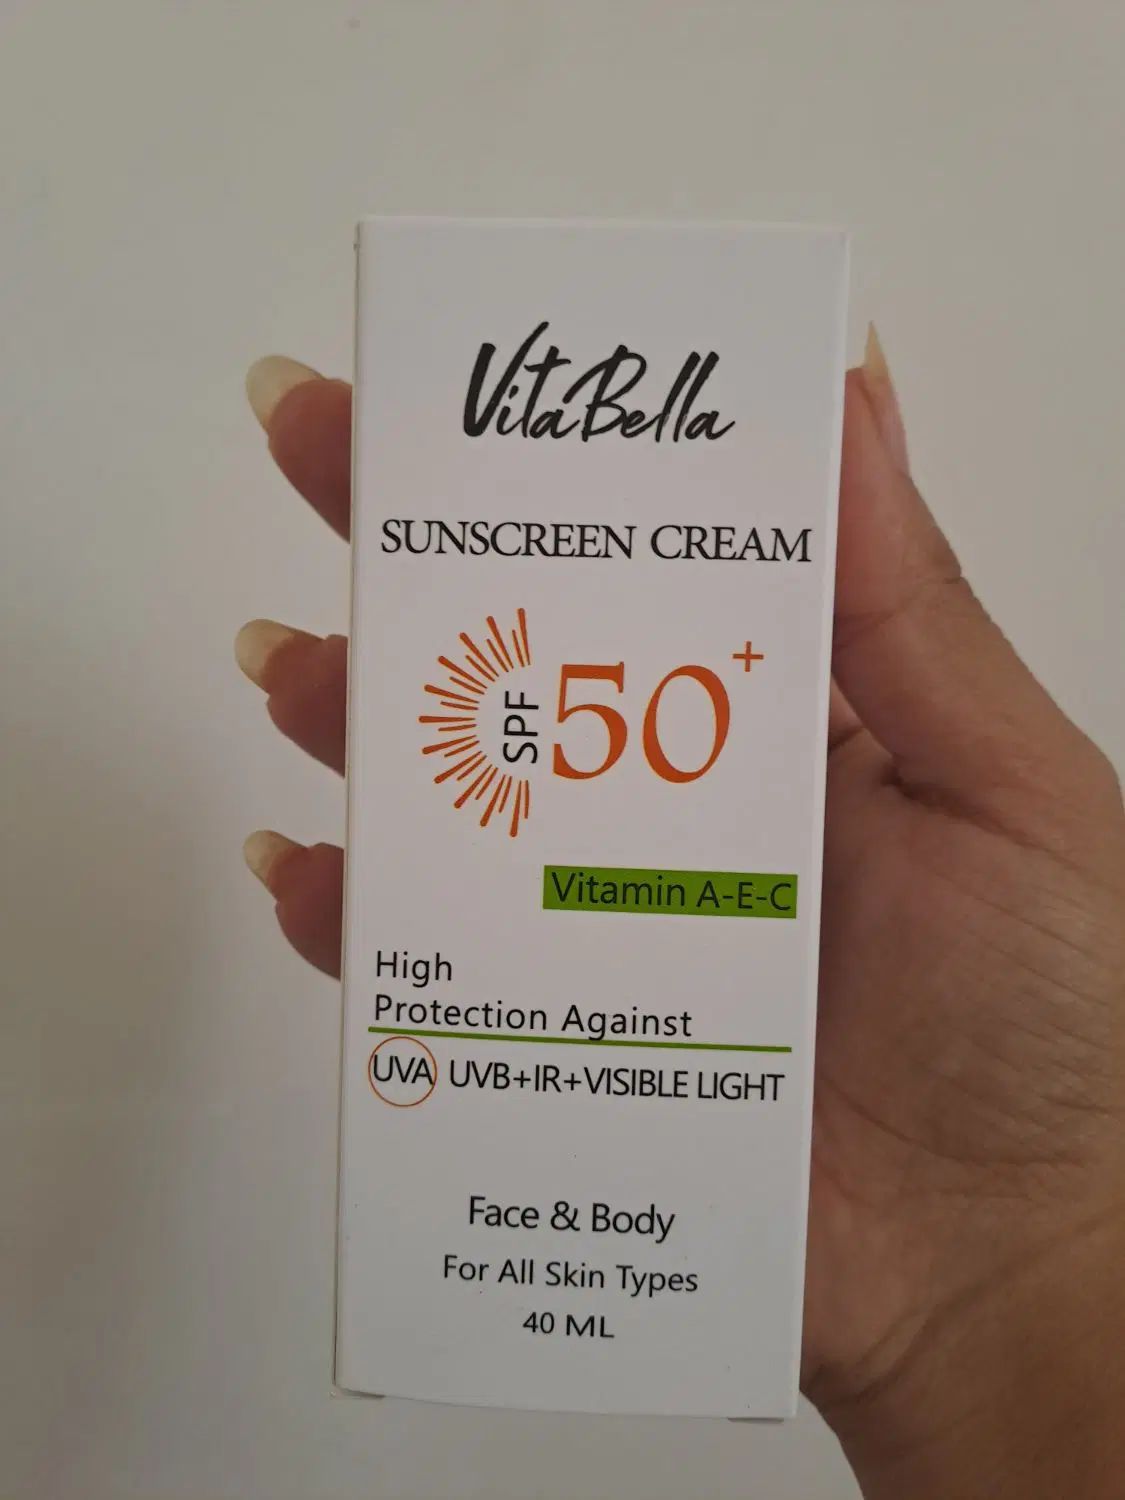 VitaBella
SUNSCREEN CREAM
SPF 50+
Vitamin A-E-C
High
Protection Against
UVA UVB+IR+VISIBLE LIGHT
Face & Body
For All Skin Types
40 ML